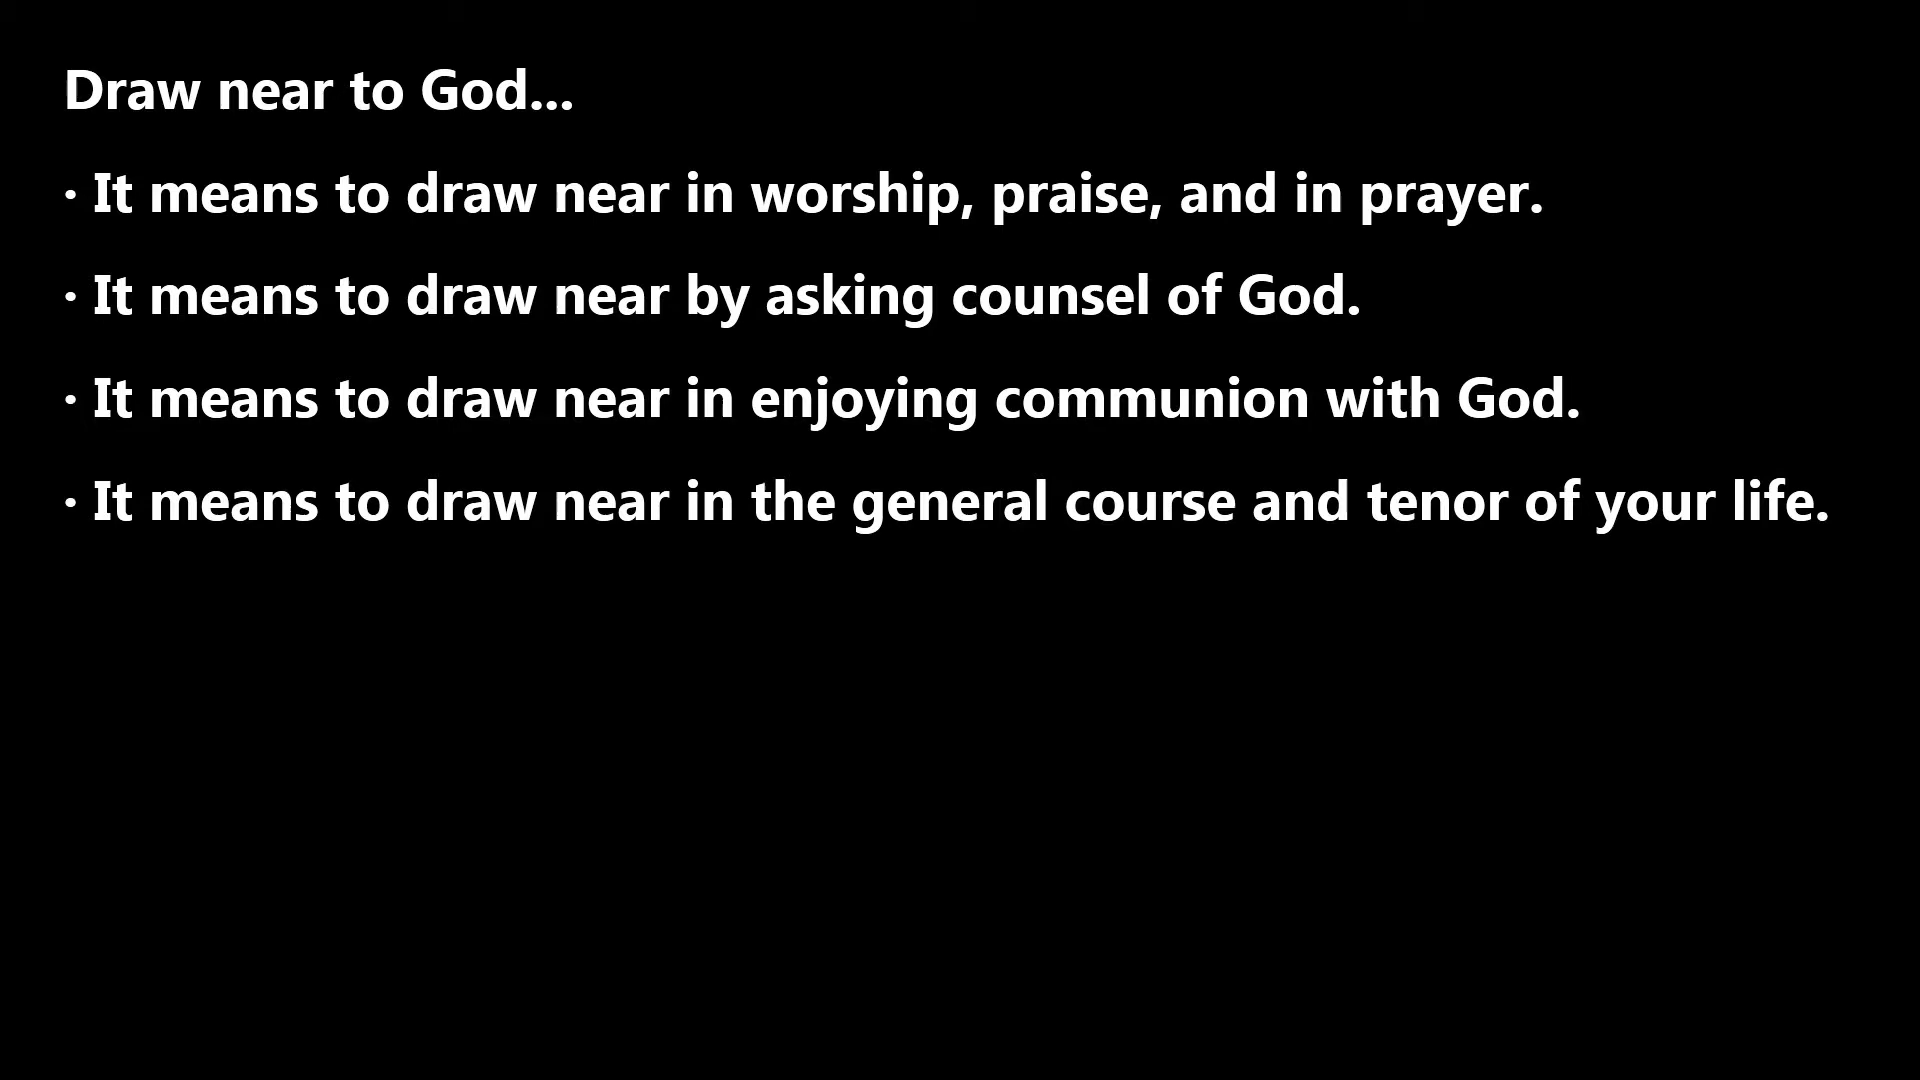 Draw near to God...
· It means to draw near in worship, praise, and in prayer.
· It means to draw near by asking counsel of God.
· It means to draw near in enjoying communion with God.
· It means to draw near in the general course and tenor of your life.